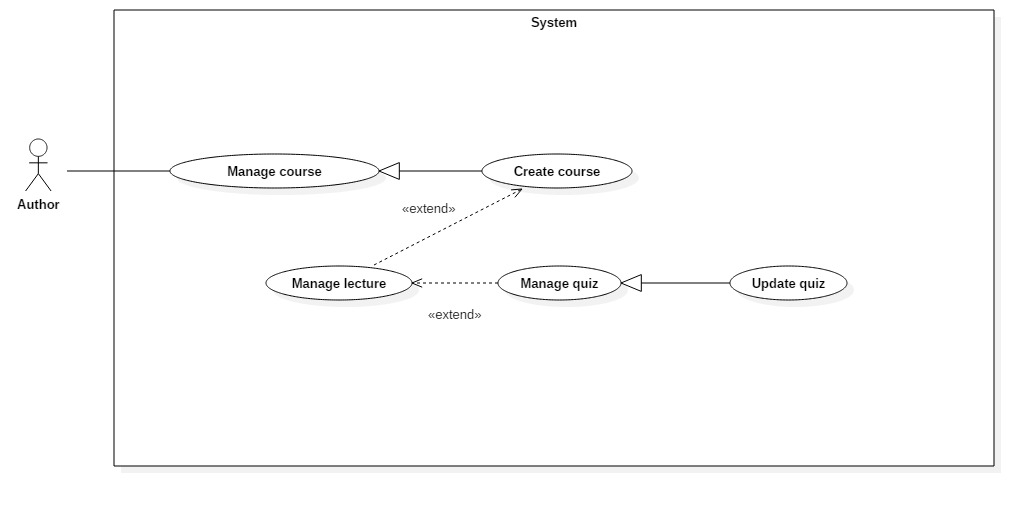 System
Manage course
Create course
Author
«extend»
Manage lecture
Manage quiz
Update quiz
«extend»